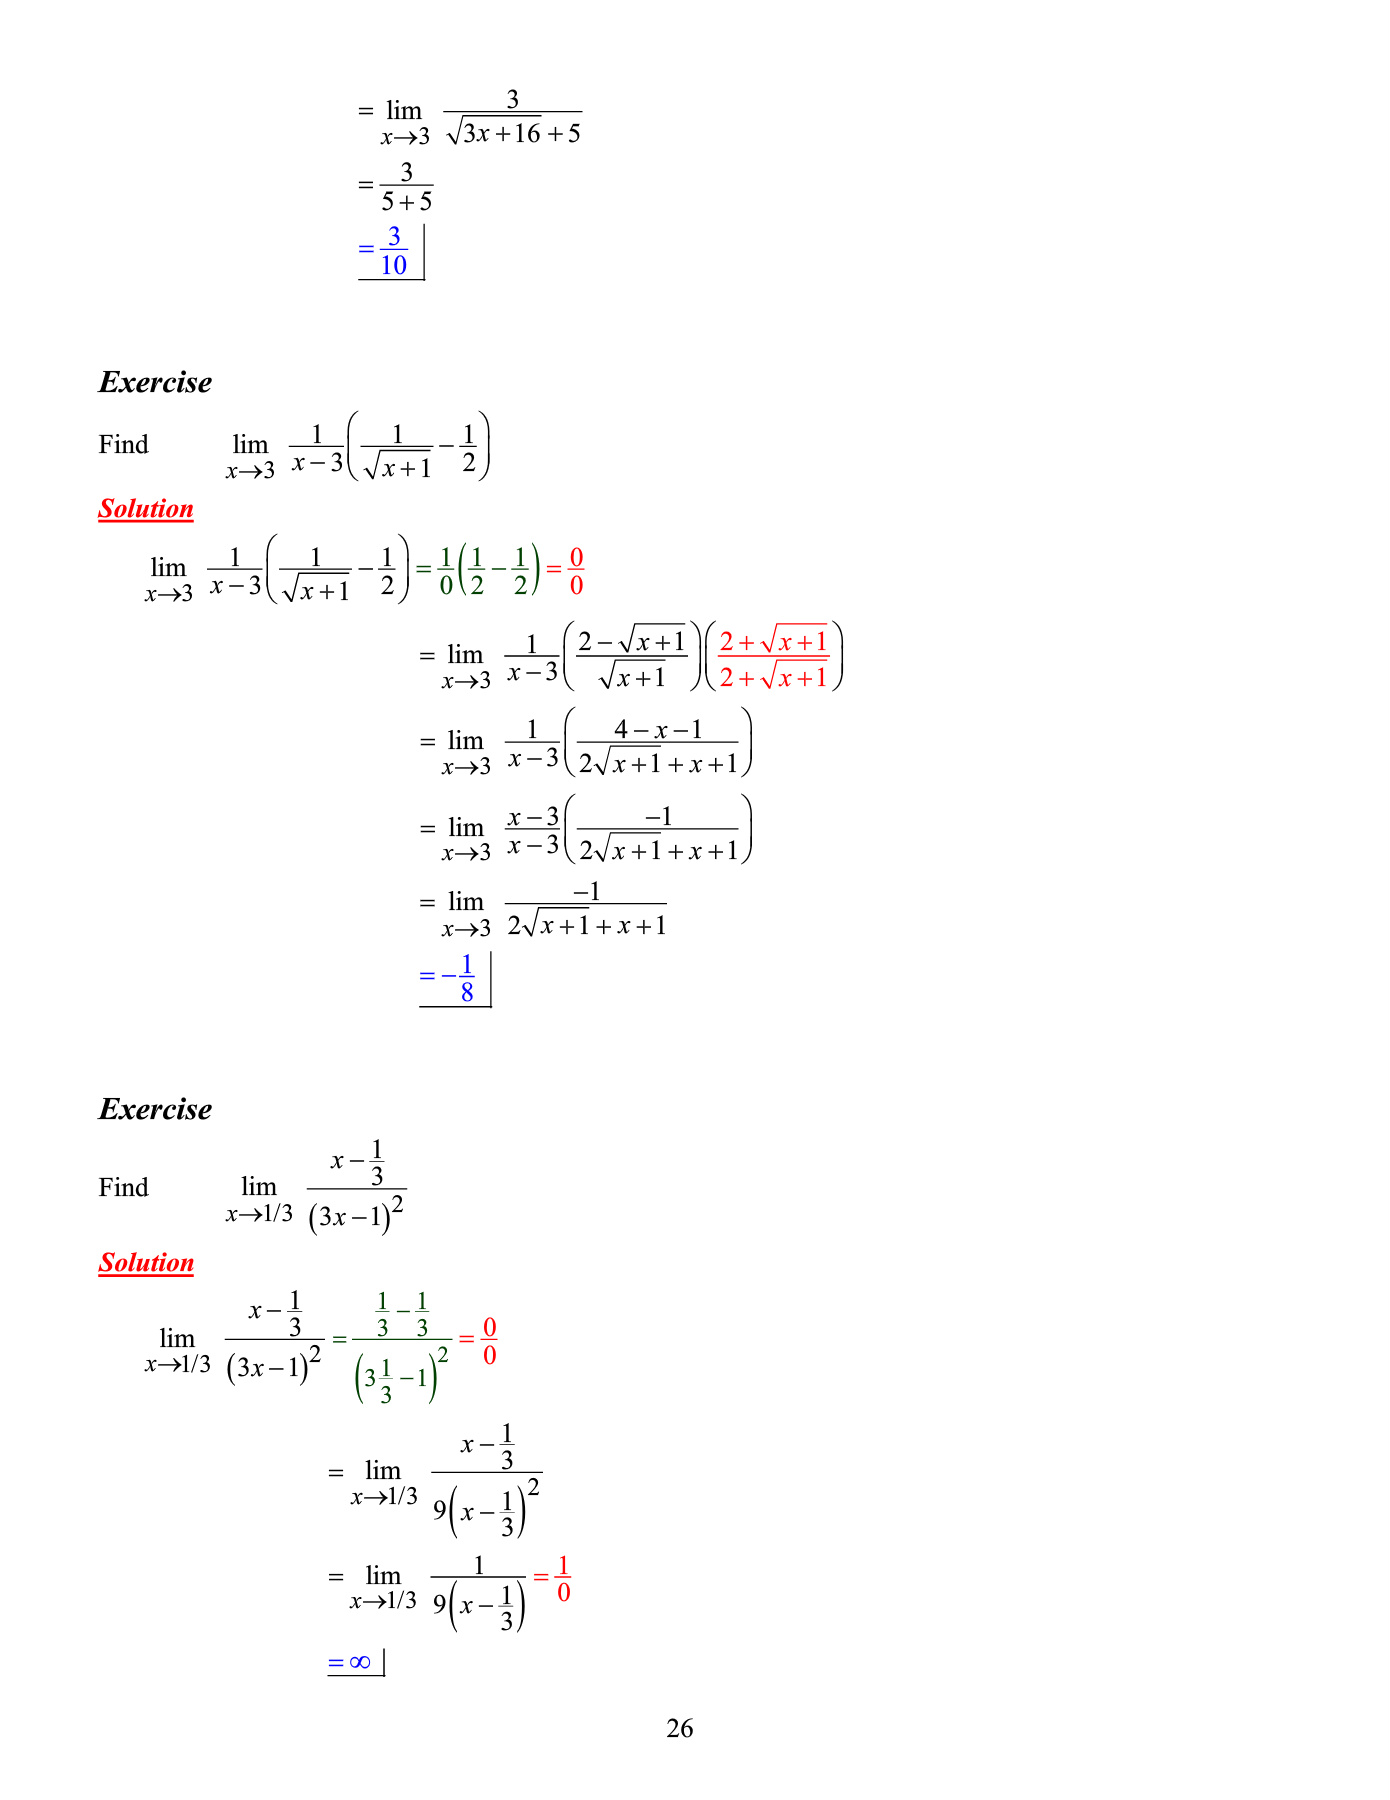 = lim_{x→3} 3/(√(3x+16) + 5)
= 3/(5+5)
= 3/10
Exercise
Find lim_{x→3} 1/(x−3) (1/√(x+1) − 1/2)
Solution
lim_{x→3} 1/(x−3) (1/√(x+1) − 1/2) = 1/0 (1/2 − 1/2) = 0/0
= lim_{x→3} 1/(x−3) ((2−√(x+1))/√(x+1)) ((2+√(x+1))/(2+√(x+1)))
= lim_{x→3} 1/(x−3) ((4−x−1)/(2√(x+1) + x+1))
= lim_{x→3} (x−3)/(x−3) (−1/(2√(x+1) + x+1))
= lim_{x→3} −1/(2√(x+1) + x+1)
= −1/8
Exercise
Find lim_{x→1/3} (x − 1/3)/(3x−1)^2
Solution
lim_{x→1/3} (x − 1/3)/(3x−1)^2 = (1/3 − 1/3)/(3 1/3 − 1)^2 = 0/0
= lim_{x→1/3} (x − 1/3)/(9(x − 1/3)^2)
= lim_{x→1/3} 1/(9(x − 1/3)) = 1/0
= ∞
26